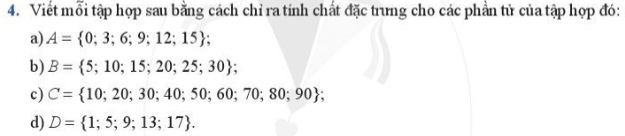 4. Viết mỗi tập hợp sau bằng cách chỉ ra tính chất đặc trưng cho các phần tử của tập hợp đó:
a) A = {0; 3; 6; 9; 12; 15};
b) B = {5; 10; 15; 20; 25; 30};
c) C = {10; 20; 30; 40; 50; 60; 70; 80; 90};
d) D = {1; 5; 9; 13; 17}.